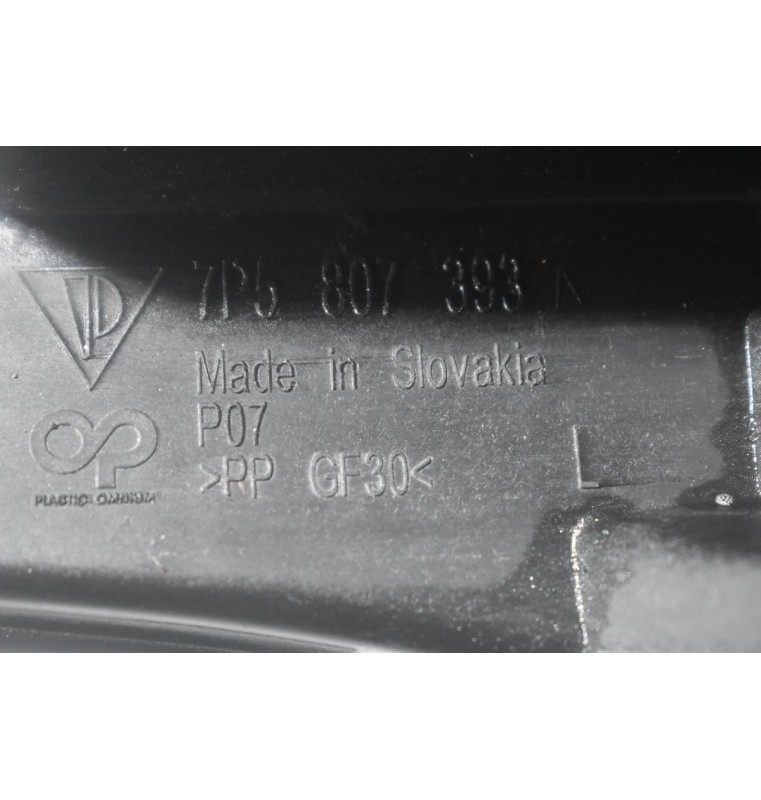 7P5 807 393
Made in Slovakia
P07
>PP GF30<
L
PLASTIC OMNIUM